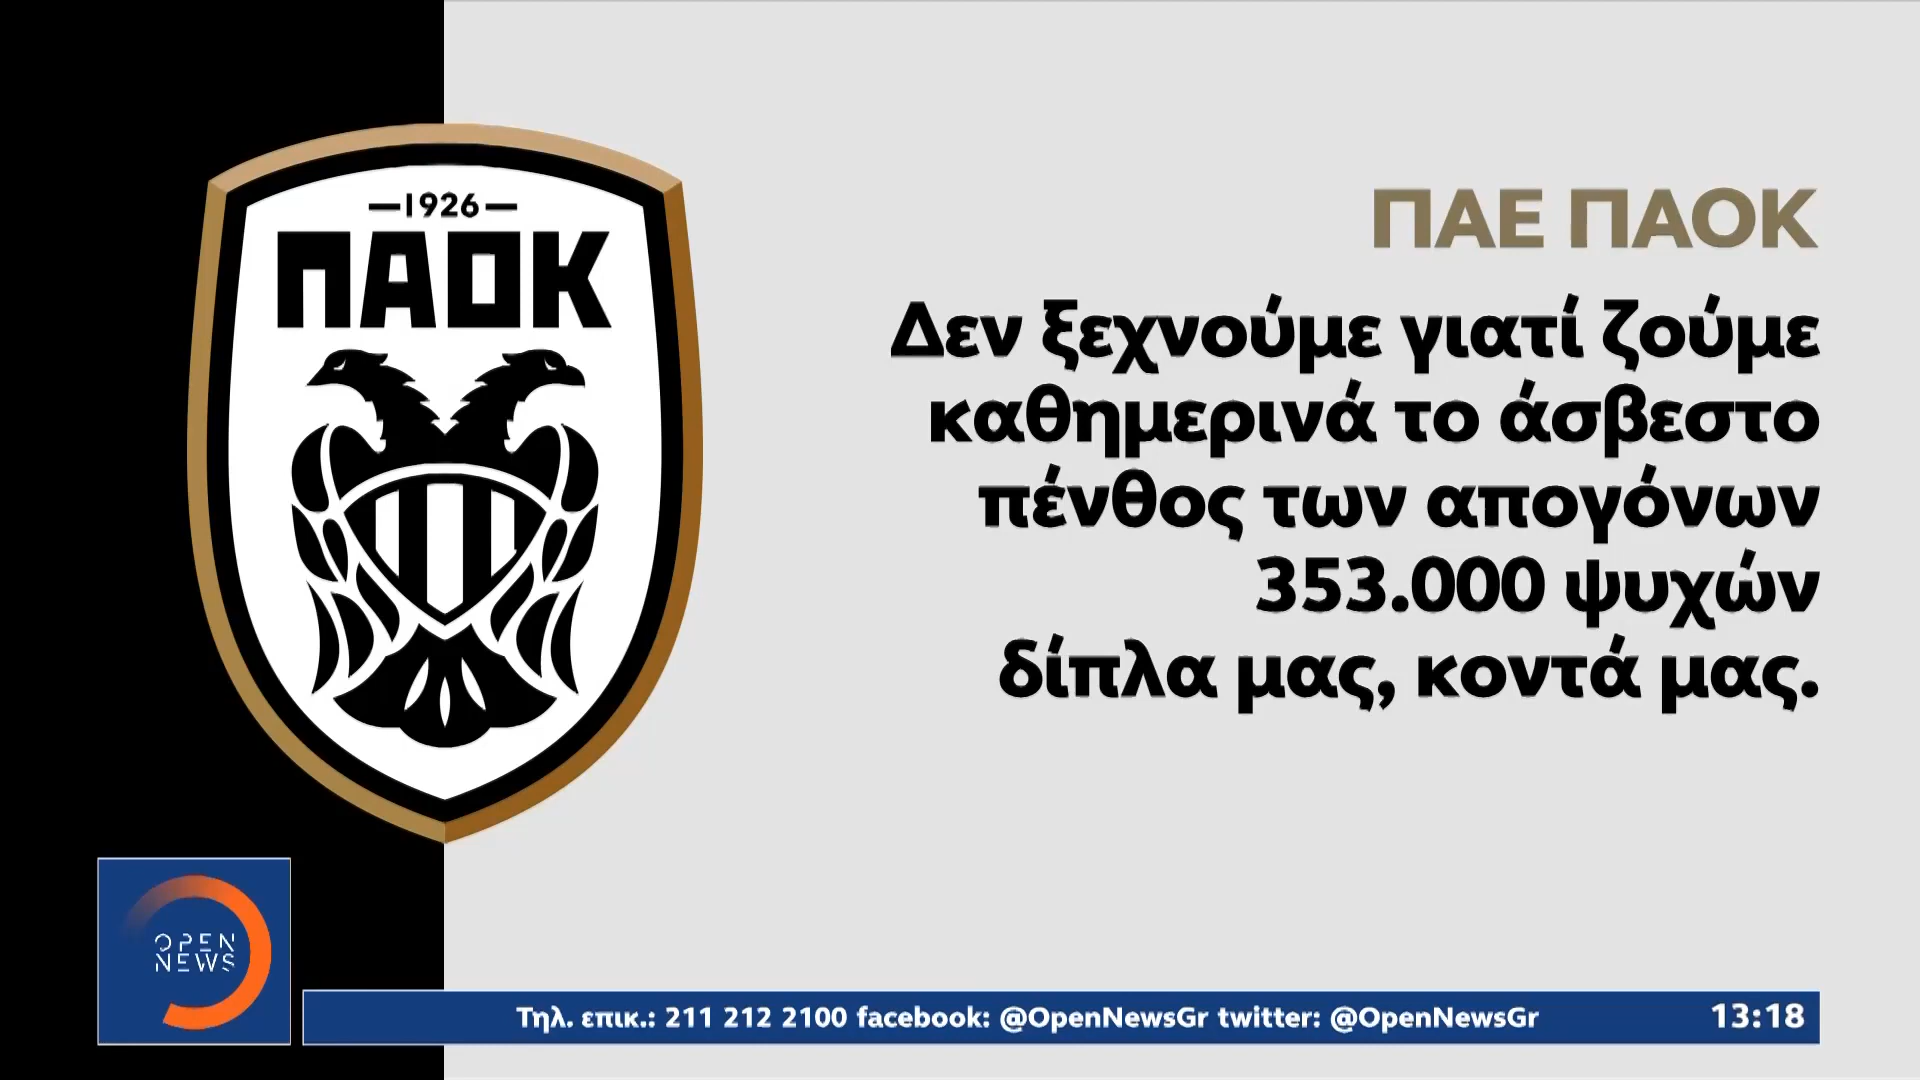 —1926—
ΠΑΟΚ
ΠΑΕ ΠΑΟΚ
Δεν ξεχνούμε γιατί ζούμε
καθημερινά το άσβεστο
πένθος των απογόνων
353.000 ψυχών
δίπλα μας, κοντά μας.
OPEN
NEWS
Τηλ. επικ.: 211 212 2100 facebook: @OpenNewsGr twitter: @OpenNewsGr
13:18